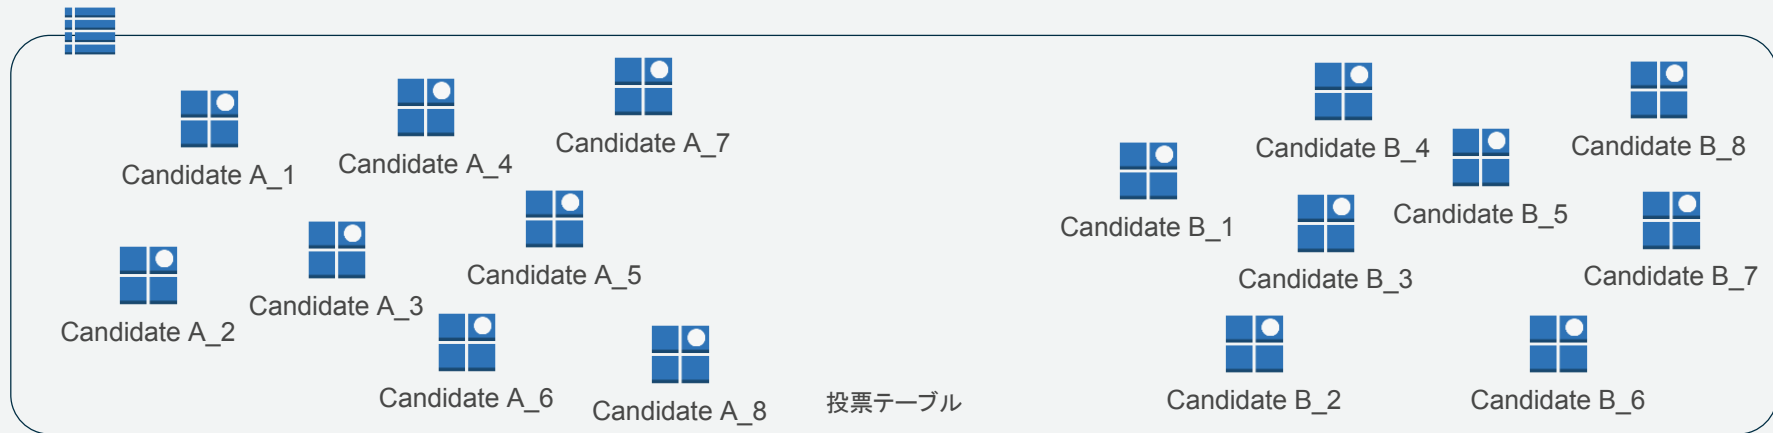 Candidate A_1
Candidate A_4
Candidate A_7
Candidate A_2
Candidate A_3
Candidate A_5
Candidate A_6
Candidate A_8
投票テーブル
Candidate B_1
Candidate B_4
Candidate B_5
Candidate B_8
Candidate B_3
Candidate B_7
Candidate B_2
Candidate B_6